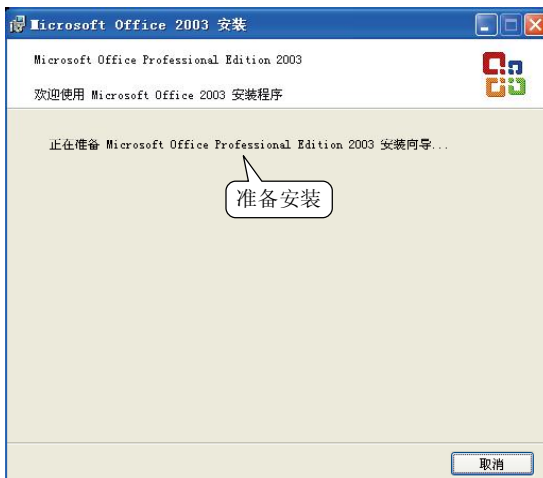 Microsoft Office 2003 安装
Microsoft Office Professional Edition 2003
欢迎使用 Microsoft Office 2003 安装程序
正在准备 Microsoft Office Professional Edition 2003 安装向导...
准备安装
取消